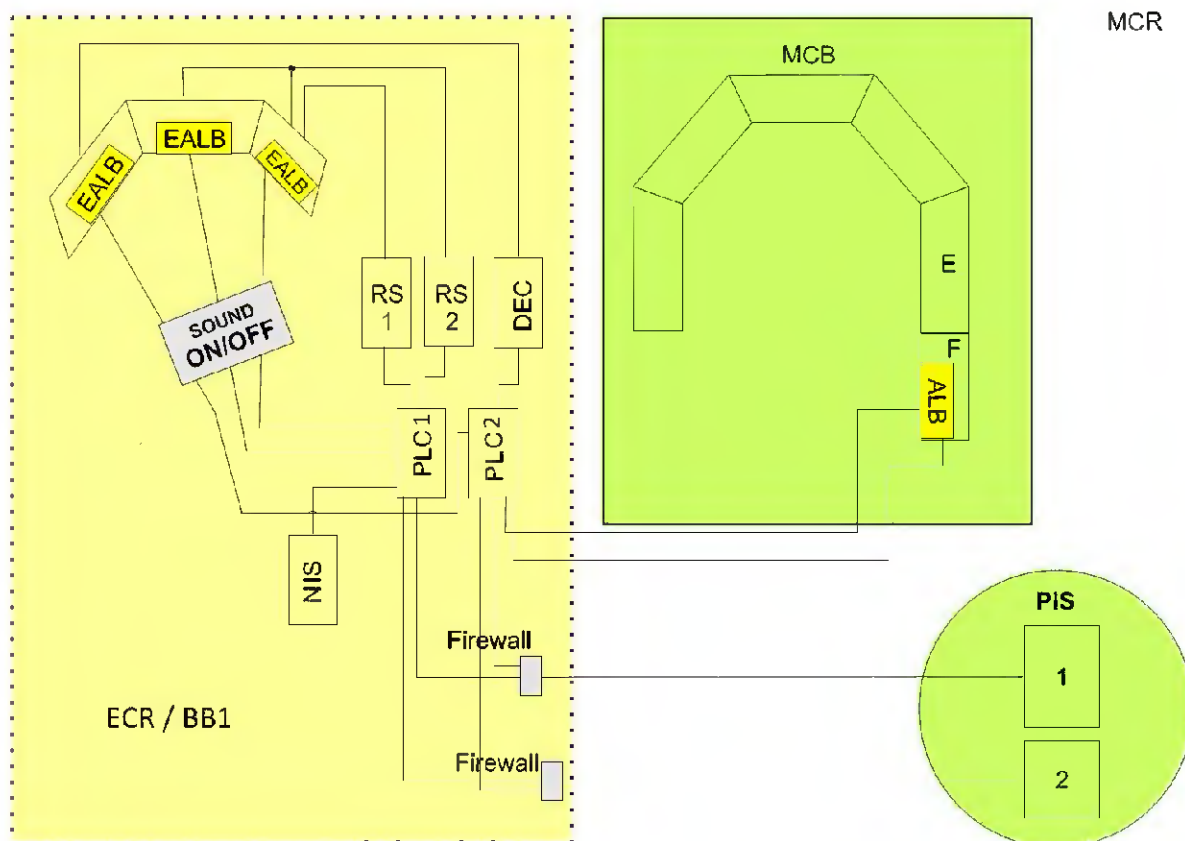 MCR
MCB
EALB
EALB
EALB
SOUND
ON/OFF
RS
1
RS
2
DEC
E
F
ALB
PLC1
PLC2
NIS
PIS
Firewall
1
ECR / BB1
Firewall
2